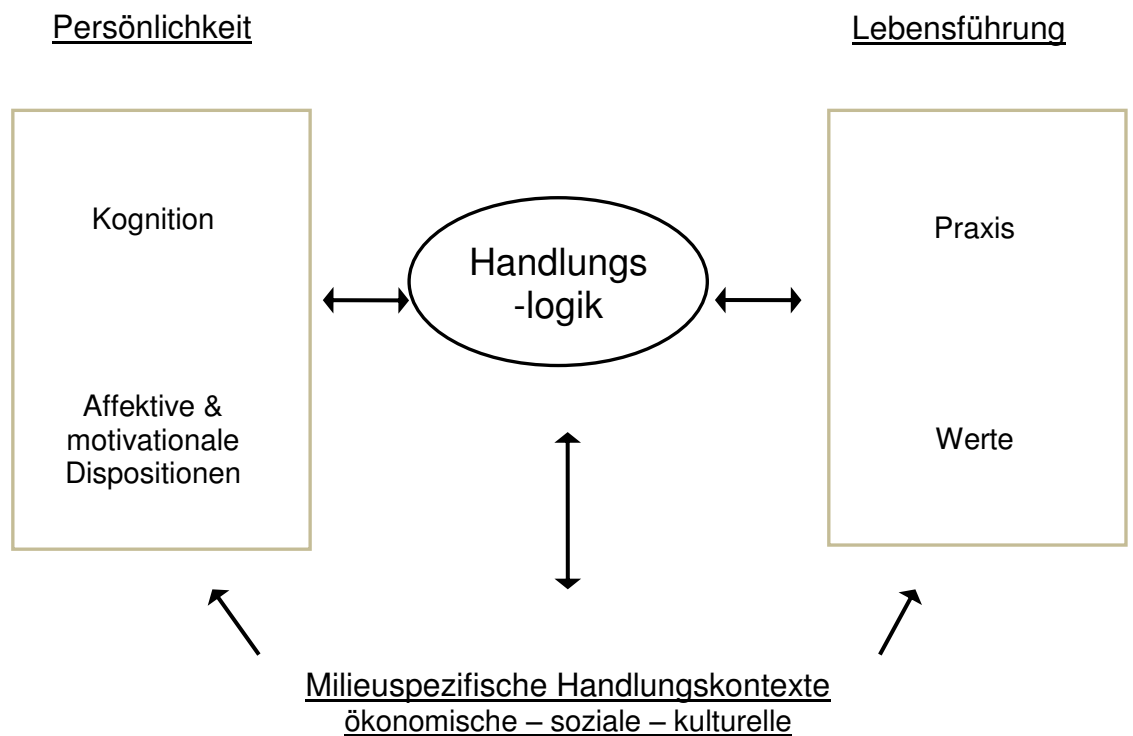 Persönlichkeit
Lebensführung
Kognition
Affektive &
motivationale
Dispositionen
Handlungs
-logik
Praxis
Werte
Milieuspezifische Handlungskontexte
ökonomische – soziale – kulturelle